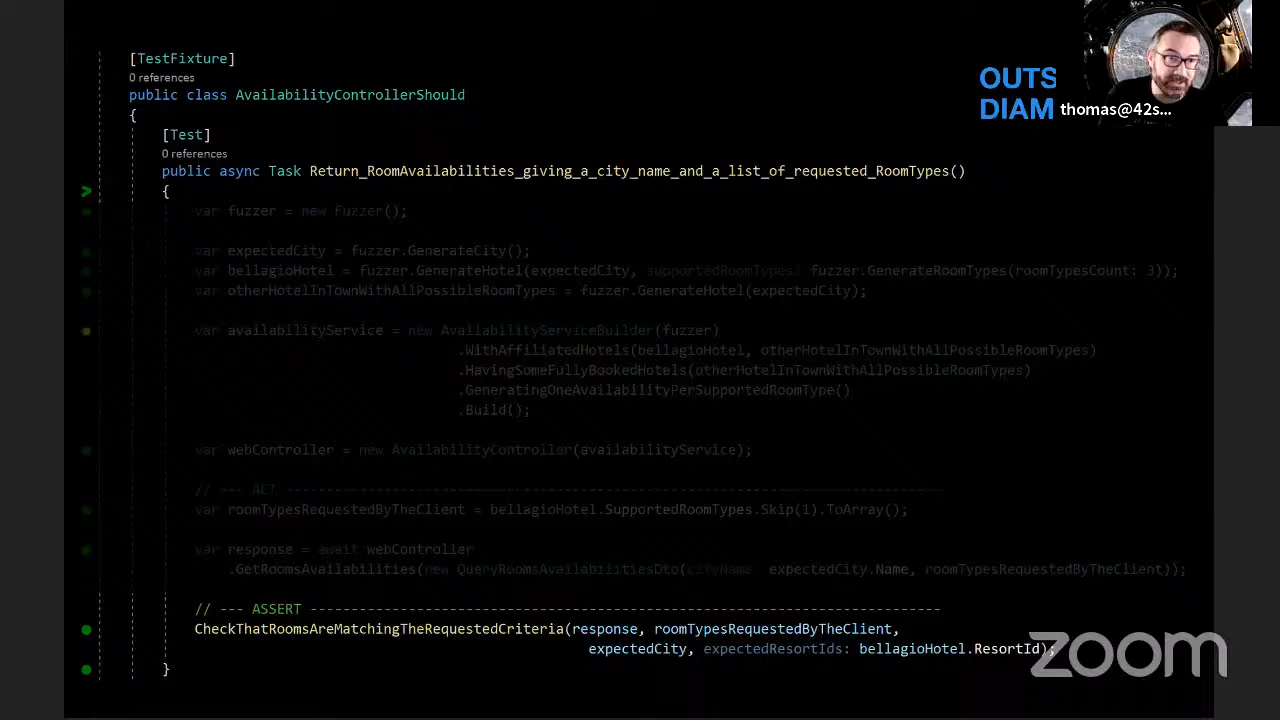 [TestFixture]
0 references
public class AvailabilityControllerShould
{
[Test]
0 references
public async Task Return_RoomAvailabilities_giving_a_city_name_and_a_list_of_requested_RoomTypes()
{
var fuzzer = new Fuzzer();
var expectedCity = fuzzer.GenerateCity();
var bellagioHotel = fuzzer.GenerateHotel(expectedCity, supportedRoomTypes: fuzzer.GenerateRoomTypes(roomTypesCount: 3));
var otherHotelInTownWithAllPossibleRoomTypes = fuzzer.GenerateHotel(expectedCity);
var availabilityService = new AvailabilityServiceBuilder(fuzzer)
.WithAffiliatedHotels(bellagioHotel, otherHotelInTownWithAllPossibleRoomTypes)
.HavingSomeFullyBookedHotels(otherHotelInTownWithAllPossibleRoomTypes)
.GeneratingOneAvailabilityPerSupportedRoomType()
.Build();
var webController = new AvailabilityController(availabilityService);
// --- ACT -----------------------------------------------------------------------------
var roomTypesRequestedByTheClient = bellagioHotel.SupportedRoomTypes.Skip(1).ToArray();
var response = await webController
.GetRoomsAvailabilities(new QueryRoomsAvailabilitiesDto(cityName: expectedCity.Name, roomTypesRequestedByTheClient));
// --- ASSERT -----------------------------------------------------------------------------
CheckThatRoomsAreMatchingTheRequestedCriteria(response, roomTypesRequestedByTheClient,
expectedCity, expectedResortIds: bellagioHotel.ResortId);
}
OUTS
DIAM
thomas@42s...
zoom